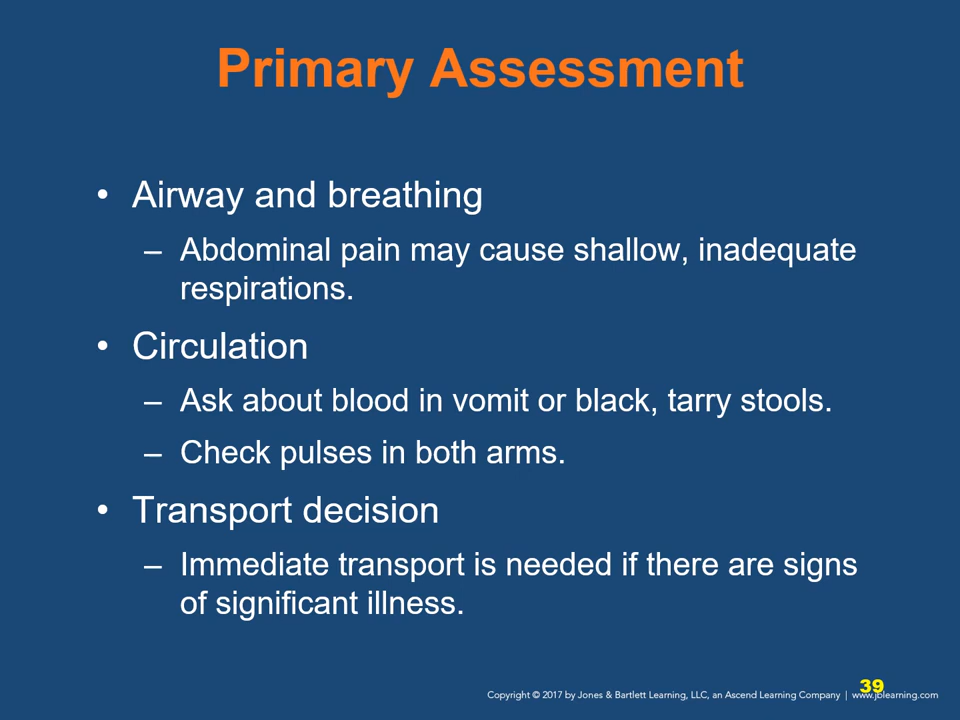 Primary Assessment
• Airway and breathing
– Abdominal pain may cause shallow, inadequate
respirations.
• Circulation
– Ask about blood in vomit or black, tarry stools.
– Check pulses in both arms.
• Transport decision
– Immediate transport is needed if there are signs
of significant illness.
39
Copyright © 2017 by Jones & Bartlett Learning, LLC, an Ascend Learning Company | www.jblearning.com